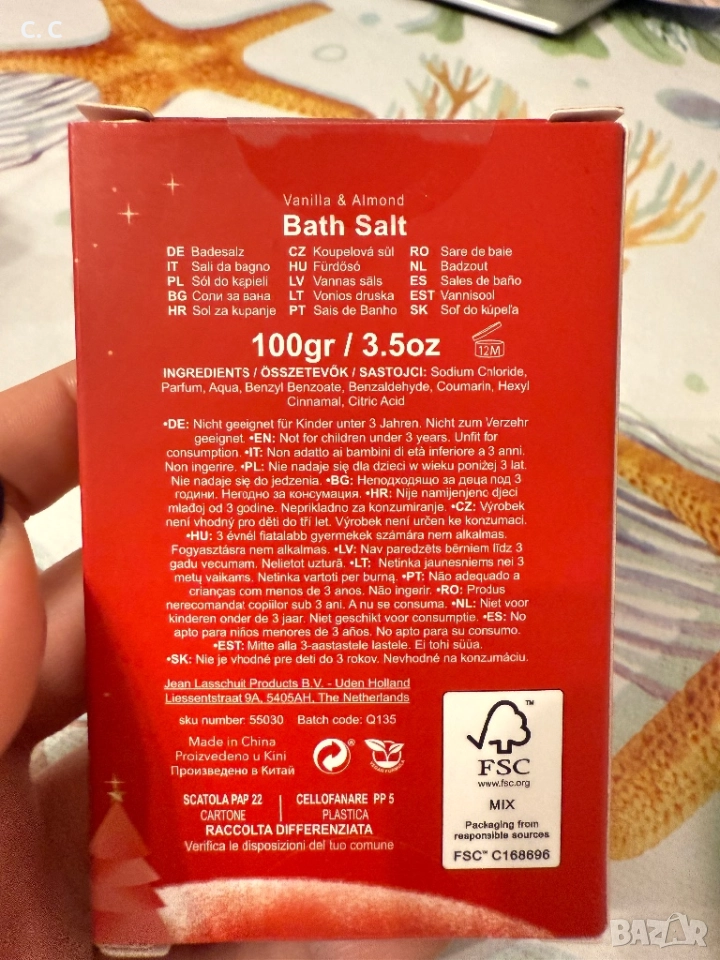 C. C
Vanilla & Almond
Bath Salt
DE Badesalz CZ Koupelová sůl RO Sare de baie
IT Sali da bagno HU Fürdősó NL Badzout
PL Sól do kąpieli LV Vannas sāls ES Sales de baño
BG Соли за вана LT Vonios druska EST Vannisool
HR Sol za kupanje PT Sais de Banho SK Soľ do kúpeľa
100gr / 3.5oz 12M
INGREDIENTS / ÖSSZETEVŐK / SASTOJCI: Sodium Chloride,
Parfum, Aqua, Benzyl Benzoate, Benzaldehyde, Coumarin, Hexyl
Cinnamal, Citric Acid
•DE: Nicht geeignet für Kinder unter 3 Jahren. Nicht zum Verzehr
geeignet. •EN: Not for children under 3 years. Unfit for
consumption. •IT: Non adatto ai bambini di età inferiore a 3 anni.
Non ingerire. •PL: Nie nadaje się dla dzieci w wieku poniżej 3 lat.
Nie nadaje się do jedzenia. •BG: Неподходящо за деца под 3
години. Негодно за консумация. •HR: Nije namijenjeno djeci
mlađoj od 3 godine. Neprikladno za konzumiranje. •CZ: Výrobek
není vhodný pro děti do tří let. Výrobek není určen ke konzumaci.
•HU: 3 évnél fiatalabb gyermekek számára nem alkalmas.
Fogyasztásra nem alkalmas. •LV: Nav paredzēts bērniem līdz 3
gadu vecumam. Nelietot uzturā. •LT: Netinka jaunesniems nei 3
metų vaikams. Netinka vartoti per burną. •PT: Não adequado a
crianças com menos de 3 anos. Não ingerir. •RO: Produs
nerecomandat copiilor sub 3 ani. A nu se consuma. •NL: Niet voor
kinderen onder de 3 jaar. Niet geschikt voor consumptie. •ES: No
apto para niños menores de 3 años. No apto para su consumo.
•EST: Mitte alla 3-aastastele lastele. Ei tohi süüa.
•SK: Nie je vhodné pre deti do 3 rokov. Nevhodné na konzumáciu.
Jean Lasschuit Products B.V. - Uden Holland
Liessentstraat 9A, 5405AH, The Netherlands
sku number: 55030 Batch code: Q135
Made in China
Proizvedeno u Kini
Произведено в Китай
VEGAN FORMULA
SCATOLA PAP 22 CELLOFANARE PP 5
CARTONE PLASTICA
RACCOLTA DIFFERENZIATA
Verifica le disposizioni del tuo comune
FSC
www.fsc.org
MIX
Packaging from
responsible sources
FSC™ C168696
BAZAR